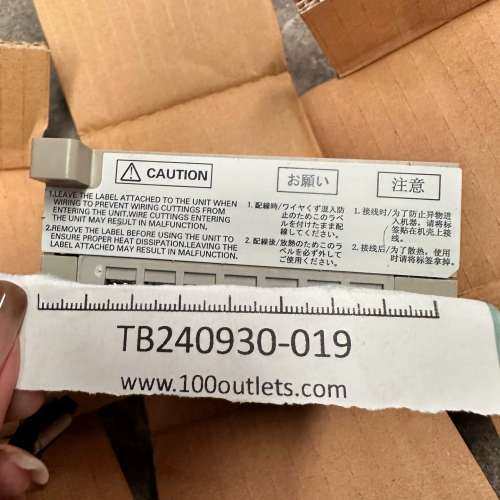 CAUTION
1.LEAVE THE LABEL ATTACHED TO THE UNIT WHEN
WIRING TO PREVENT WIRING CUTTINGS FROM
ENTERING THE UNIT.WIRE CUTTINGS ENTERING
THE UNIT MAY RESULT IN MALFUNCTION.
2.REMOVE THE LABEL BEFORE USING THE UNIT TO
ENSURE PROPER HEAT DISSIPATION.LEAVING THE
LABEL ATTACHED MAY RESULT IN MALFUNCTION.
お願い
1. 配線時/ワイヤくず混入防
止のためこのラベル
を付けたまま配
線してください。
2. 配線後/放熱のためこのラ
ベルを必ず外して
ご使用ください。
注意
1. 接线时/为了防止异物进
入机器，请将标
签贴在机壳上接
线。
2. 接线后/为了散热，使用
时请将标签拿掉。
TB240930-019
www.100outlets.com